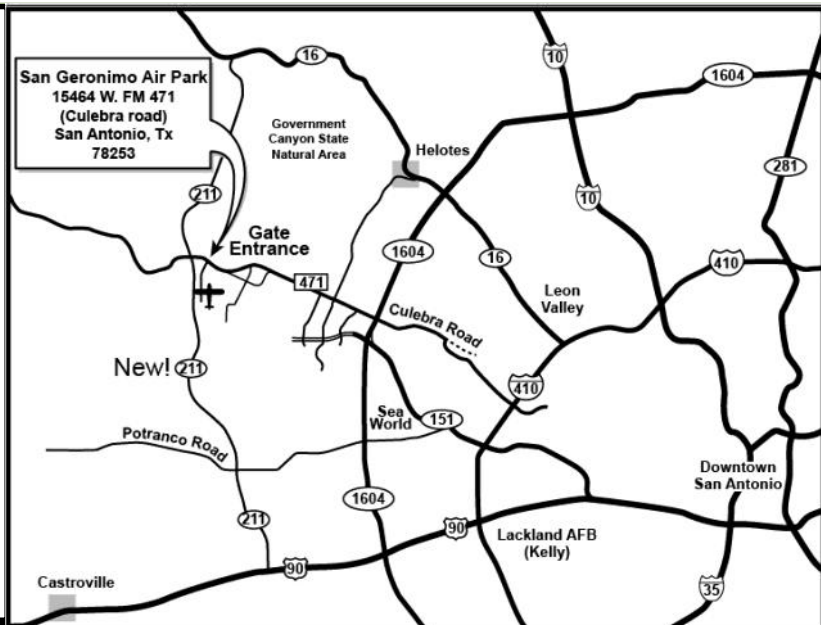 San Geronimo Air Park
15464 W. FM 471
(Culebra road)
San Antonio, Tx
78253
16
10
1604
Government
Canyon State
Natural Area
Helotes
281
211
10
Gate
Entrance
1604
16
410
471
Leon
Valley
Culebra Road
New!
211
410
Sea
World
151
Potranco Road
Downtown
San Antonio
1604
211
90
Lackland AFB
(Kelly)
90
Castroville
35